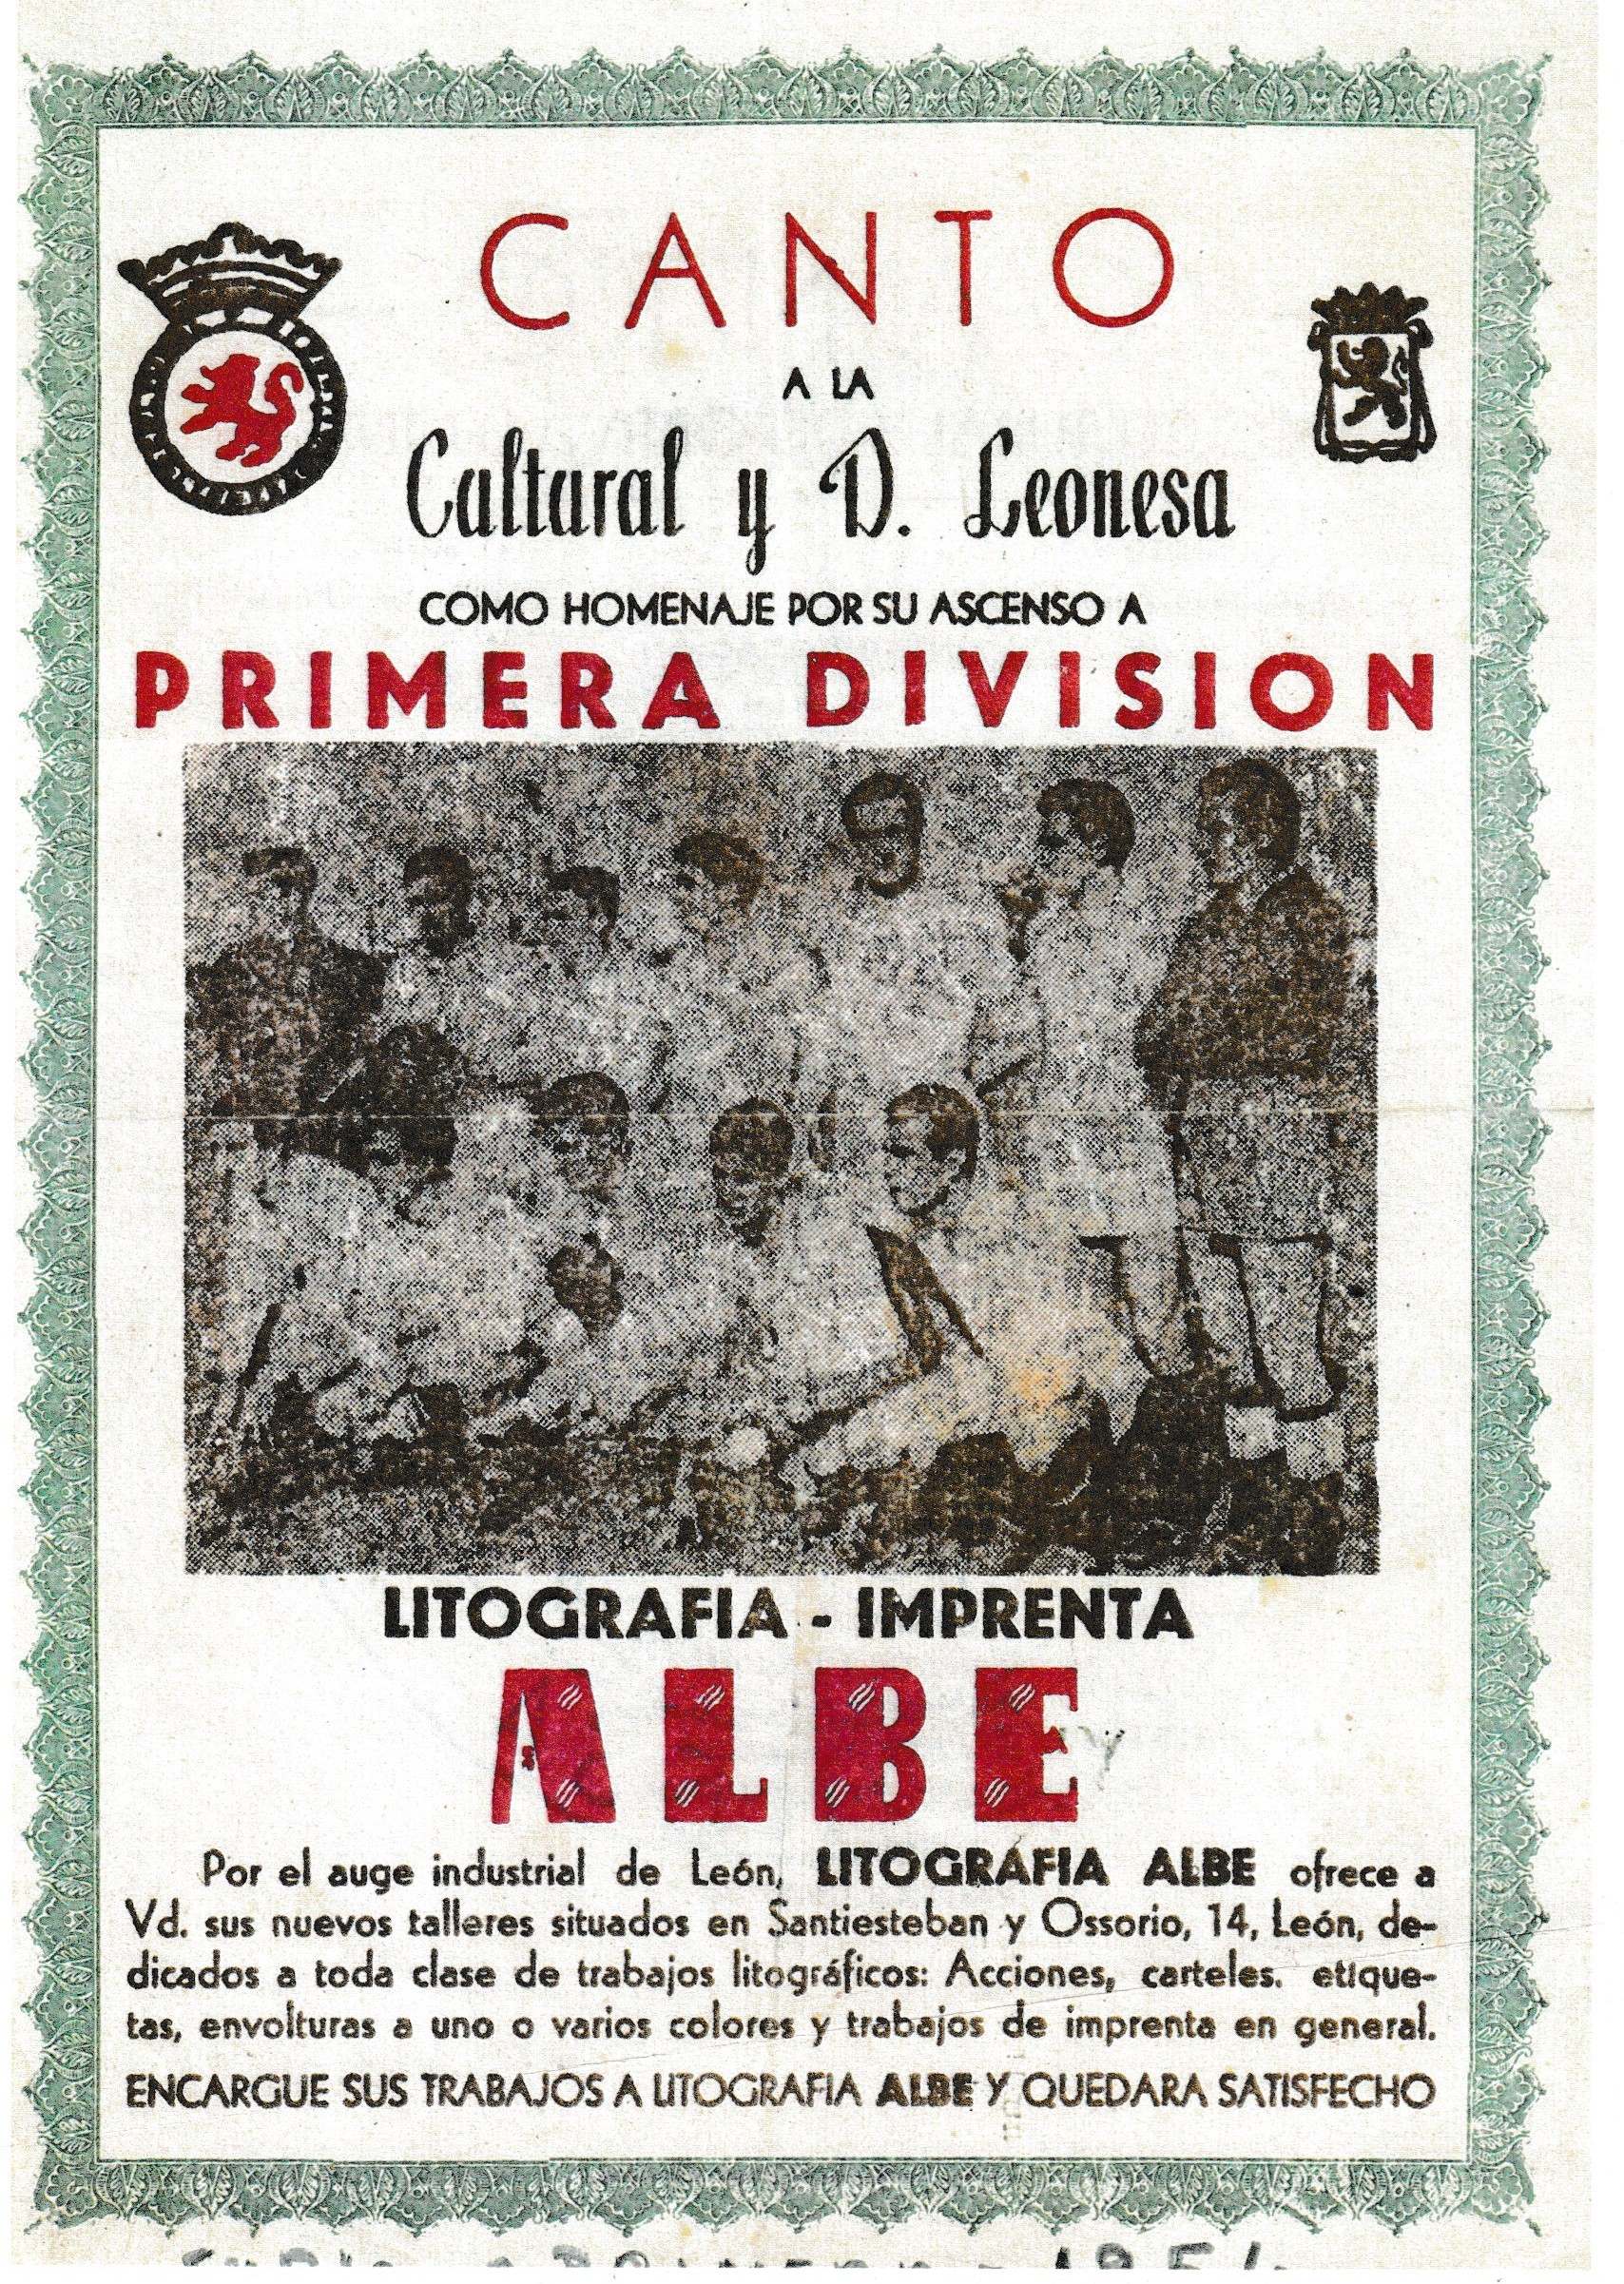 CANTO
A LA
Cultural y D. Leonesa
COMO HOMENAJE POR SU ASCENSO A
PRIMERA DIVISION
LITOGRAFIA - IMPRENTA
ALBE
Por el auge industrial de León, LITOGRAFIA ALBE ofrece a
Vd. sus nuevos talleres situados en Santiesteban y Ossorio, 14, León, de-
dicados a toda clase de trabajos litográficos: Acciones, carteles. etique-
tas, envolturas a uno o varios colores y trabajos de imprenta en general.
ENCARGUE SUS TRABAJOS A LITOGRAFIA ALBE Y QUEDARA SATISFECHO